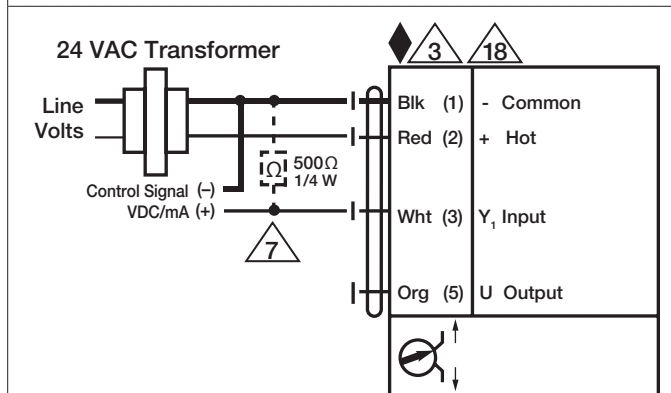 24 VAC Transformer
3
18
Line
Volts
Blk (1) - Common
Red (2) + Hot
Ω
500Ω
1/4 W
Control Signal (–)
VDC/mA (+)
Wht (3) Y₁ Input
7
Org (5) U Output